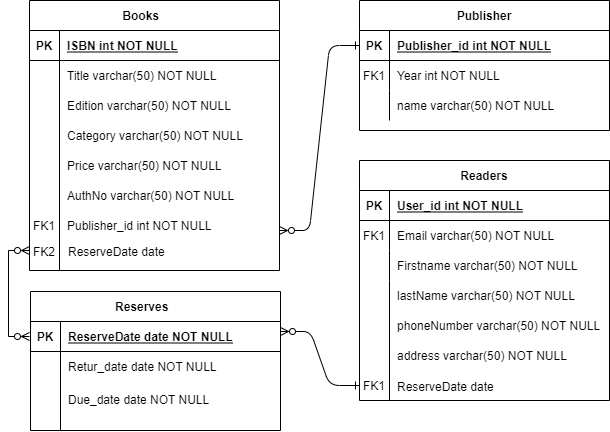 Books
PK ISBN int NOT NULL
Title varchar(50) NOT NULL
Edition varchar(50) NOT NULL
Category varchar(50) NOT NULL
Price varchar(50) NOT NULL
AuthNo varchar(50) NOT NULL
FK1 Publisher_id int NOT NULL
FK2 ReserveDate date
Publisher
PK Publisher_id int NOT NULL
FK1 Year int NOT NULL
name varchar(50) NOT NULL
Readers
PK User_id int NOT NULL
FK1 Email varchar(50) NOT NULL
Firstname varchar(50) NOT NULL
lastName varchar(50) NOT NULL
phoneNumber varchar(50) NOT NULL
address varchar(50) NOT NULL
FK1 ReserveDate date
Reserves
PK ReserveDate date NOT NULL
Retur_date date NOT NULL
Due_date date NOT NULL